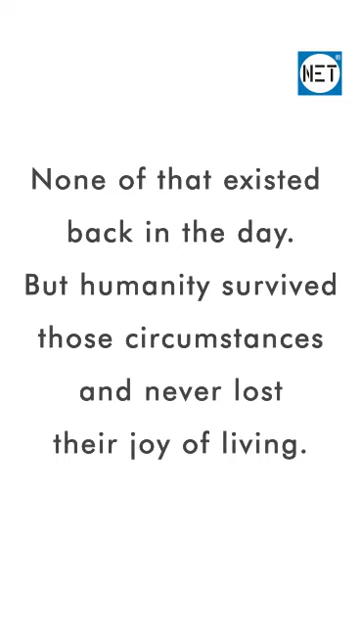 NET®
None of that existed
back in the day.
But humanity survived
those circumstances
and never lost
their joy of living.